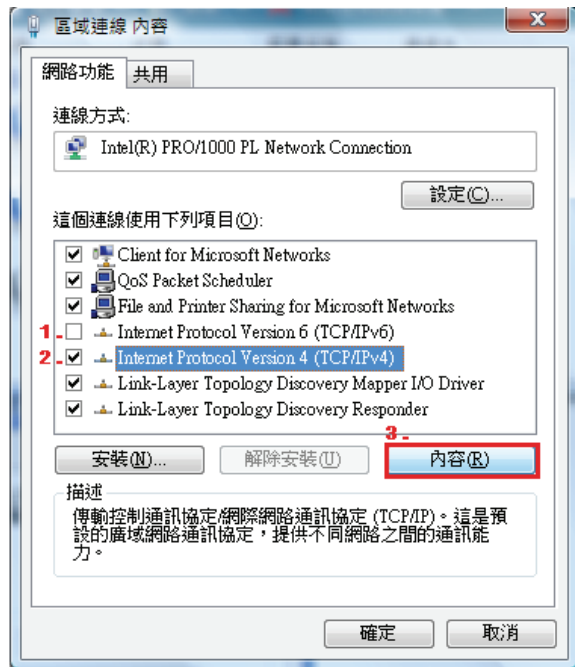 區域連線 內容
網路功能 共用
連線方式:
Intel(R) PRO/1000 PL Network Connection
設定(C)...
這個連線使用下列項目(O):
Client for Microsoft Networks
QoS Packet Scheduler
File and Printer Sharing for Microsoft Networks
1. Internet Protocol Version 6 (TCP/IPv6)
2. Internet Protocol Version 4 (TCP/IPv4)
Link-Layer Topology Discovery Mapper I/O Driver
Link-Layer Topology Discovery Responder
3.
安裝(N)... 解除安裝(U) 內容(R)
描述
傳輸控制通訊協定/網際網路通訊協定 (TCP/IP)。這是預
設的廣域網路通訊協定，提供不同網路之間的通訊能
力。
確定 取消